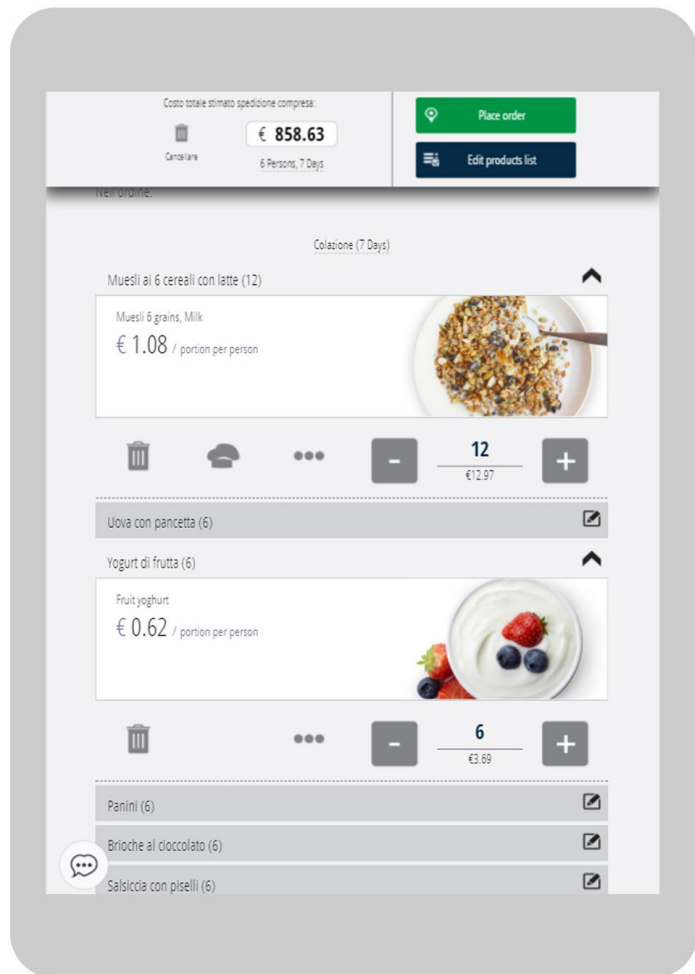 Costo totale stimato spedizione compresa:
€ 858.63
Cancellare
6 Persons, 7 Days
Place order
Edit products list
Nell'ordine:
Colazione (7 Days)
Muesli ai 6 cereali con latte (12)
Muesli 6 grains, Milk
€ 1.08 / portion per person
- 12 +
€12.97
Uova con pancetta (6)
Yogurt di frutta (6)
Fruit yoghurt
€ 0.62 / portion per person
- 6 +
€3.69
Panini (6)
Brioche al cioccolato (6)
Salsiccia con piselli (6)